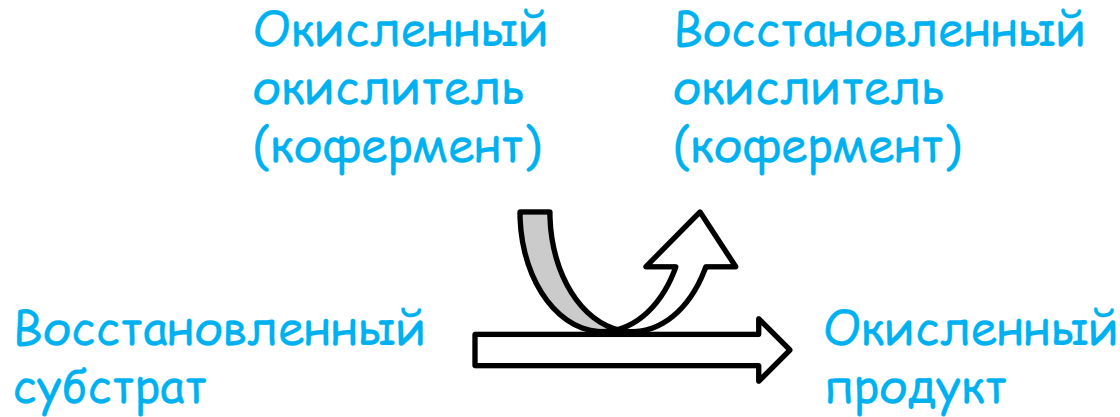 Окисленный
окислитель
(кофермент)
Восстановленный
окислитель
(кофермент)
Восстановленный
субстрат
Окисленный
продукт